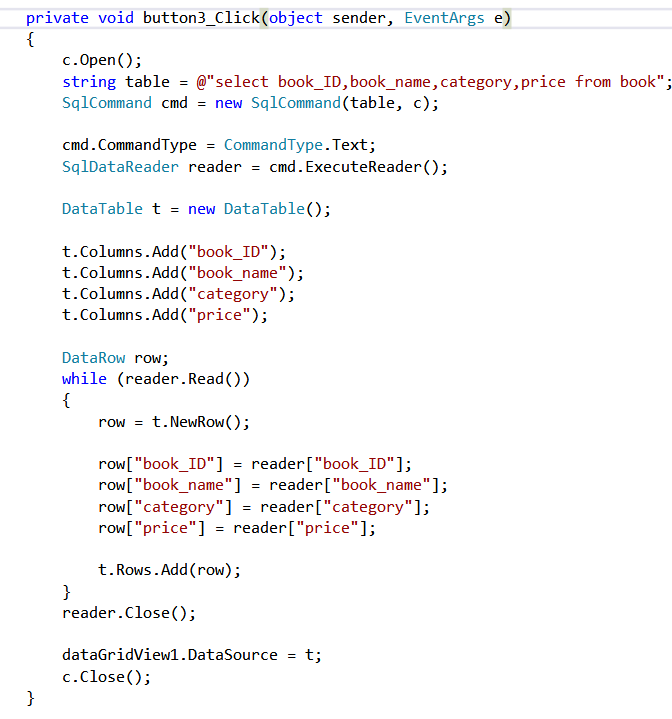 private void button3_Click(object sender, EventArgs e)
{
c.Open();
string table = @"select book_ID,book_name,category,price from book";
SqlCommand cmd = new SqlCommand(table, c);
cmd.CommandType = CommandType.Text;
SqlDataReader reader = cmd.ExecuteReader();
DataTable t = new DataTable();
t.Columns.Add("book_ID");
t.Columns.Add("book_name");
t.Columns.Add("category");
t.Columns.Add("price");
DataRow row;
while (reader.Read())
{
row = t.NewRow();
row["book_ID"] = reader["book_ID"];
row["book_name"] = reader["book_name"];
row["category"] = reader["category"];
row["price"] = reader["price"];
t.Rows.Add(row);
}
reader.Close();
dataGridView1.DataSource = t;
c.Close();
}